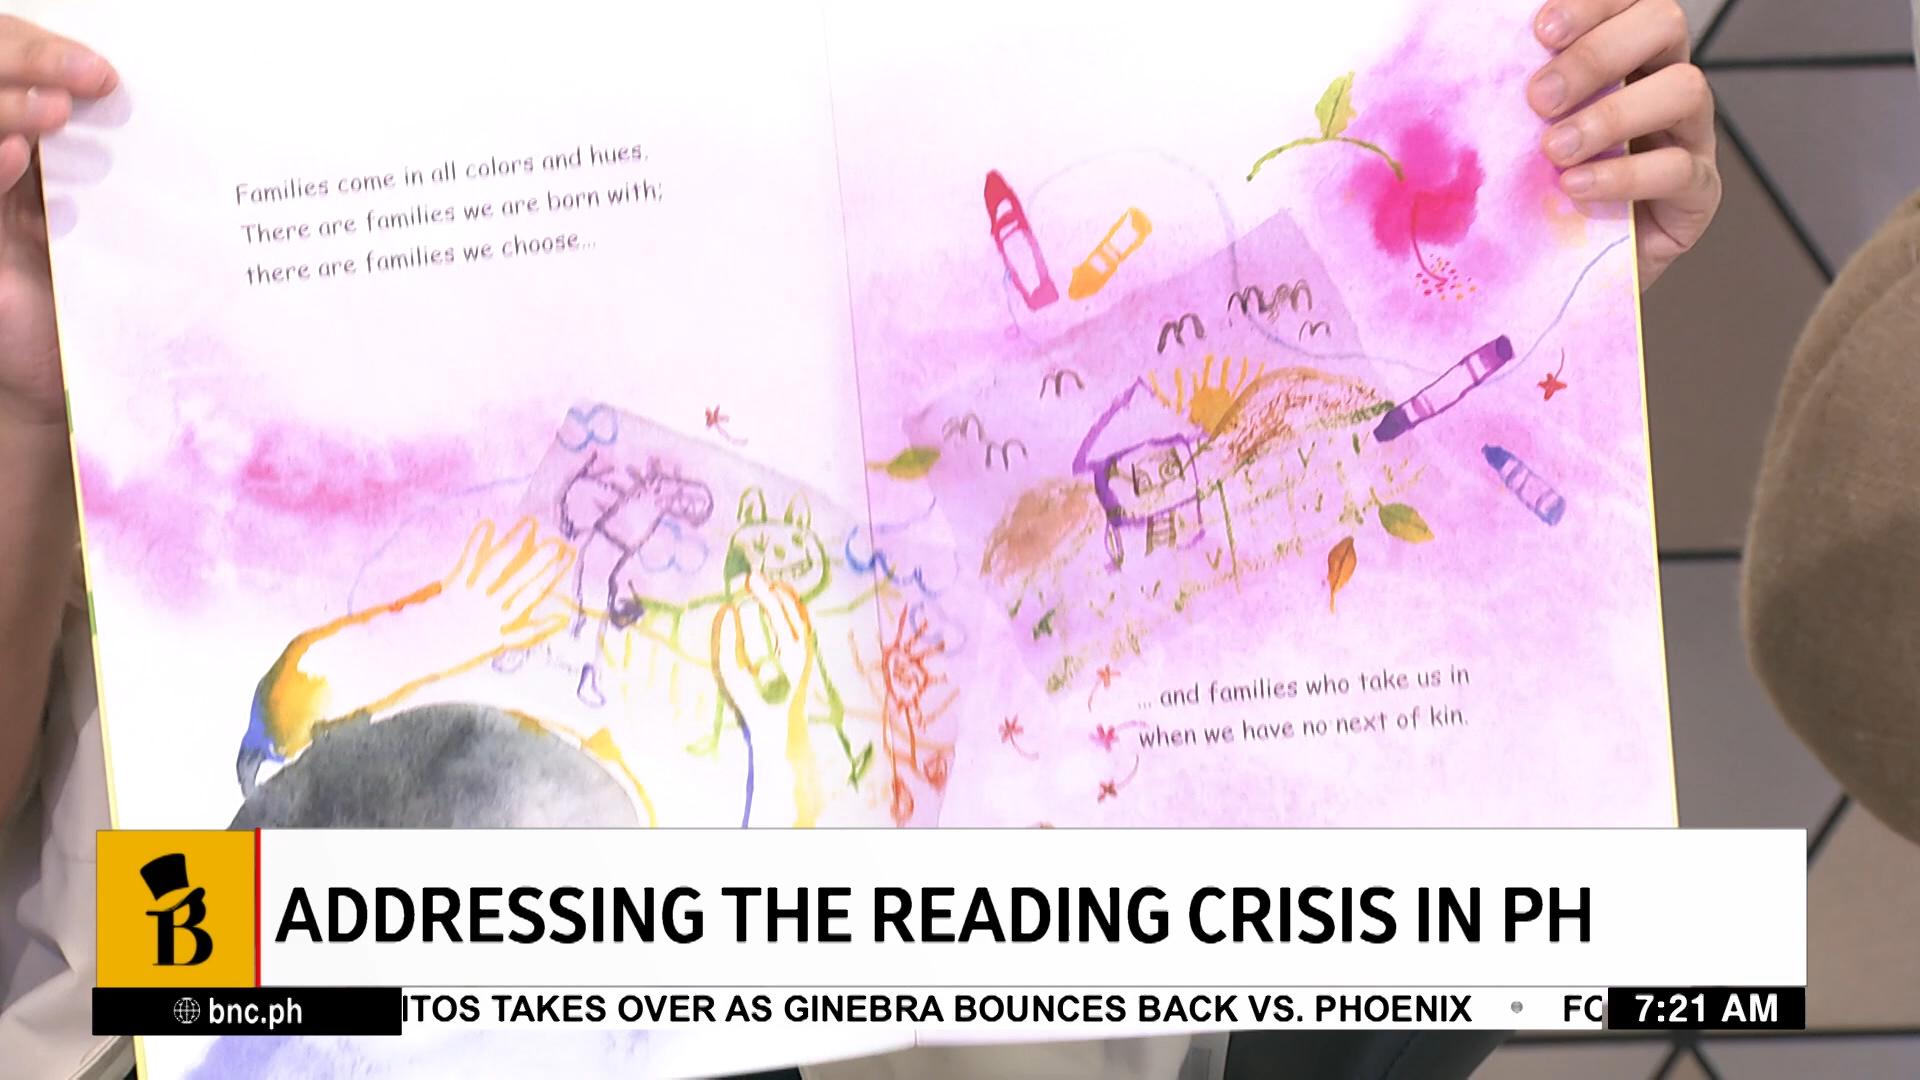 Families come in all colors and hues.
There are families we are born with;
there are families we choose...
... and families who take us in
when we have no next of kin.
B
ADDRESSING THE READING CRISIS IN PH
bnc.ph
TAKES OVER AS GINEBRA BOUNCES BACK VS. PHOENIX •
7:21 AM